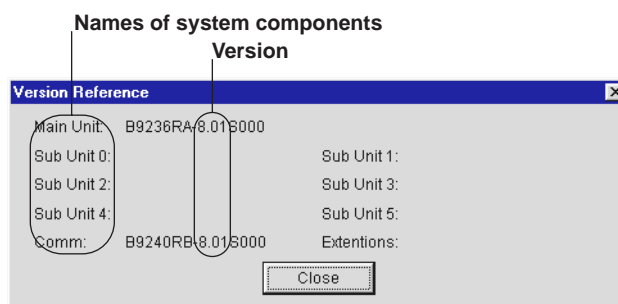 Names of system components
Version
Version Reference
Main Unit: B9236RA-8.01S000
Sub Unit 0: Sub Unit 1:
Sub Unit 2: Sub Unit 3:
Sub Unit 4: Sub Unit 5:
Comm: B9240RB-8.01S000 Extentions:
Close